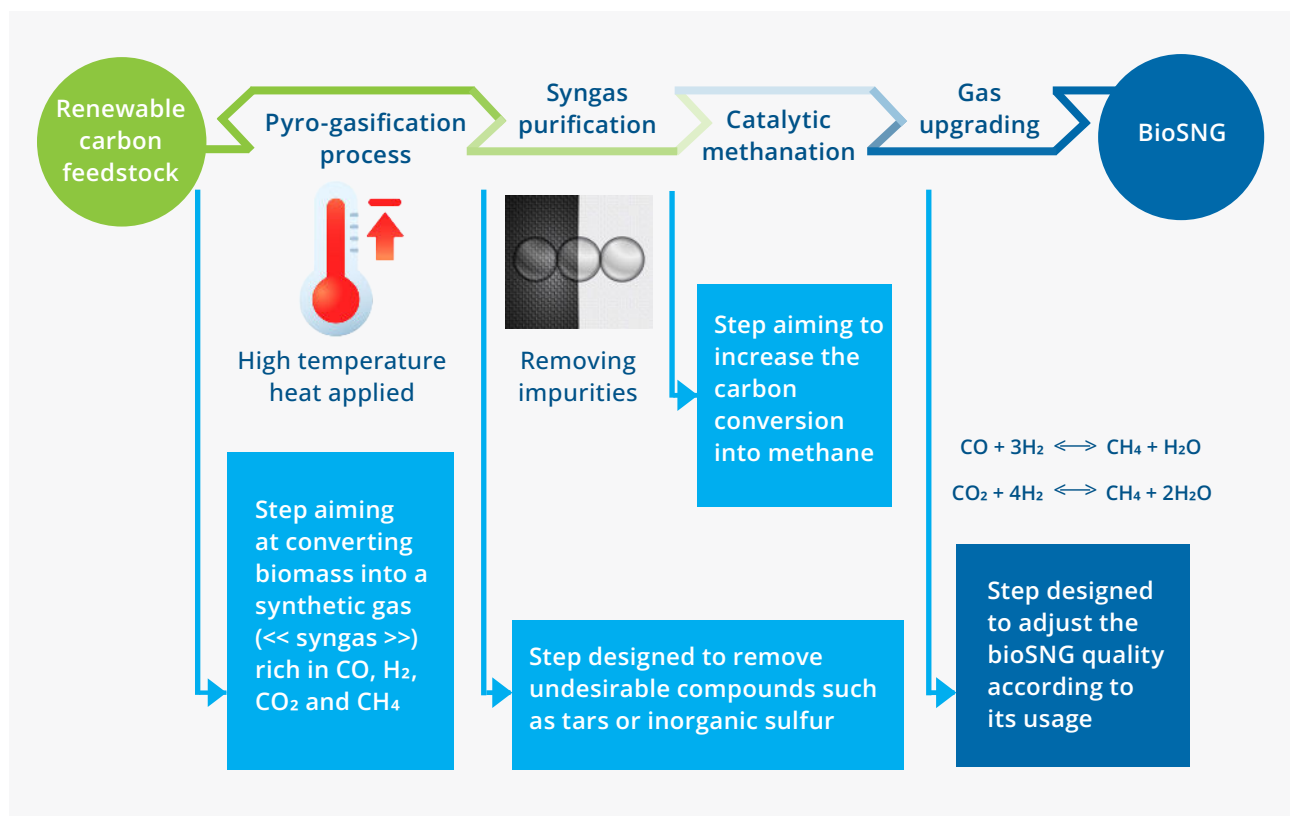 Renewable
carbon
feedstock
Pyro-gasification
process
Syngas
purification
Catalytic
methanation
Gas
upgrading
BioSNG
High temperature
heat applied
Removing
impurities
Step aiming to
increase the
carbon
conversion
into methane
CO + 3H₂ <—> CH₄ + H₂O
CO₂ + 4H₂ <—> CH₄ + 2H₂O
Step aiming
at converting
biomass into a
synthetic gas
(<< syngas >>)
rich in CO, H₂,
CO₂ and CH₄
Step designed to remove
undesirable compounds such
as tars or inorganic sulfur
Step designed
to adjust the
bioSNG quality
according to
its usage